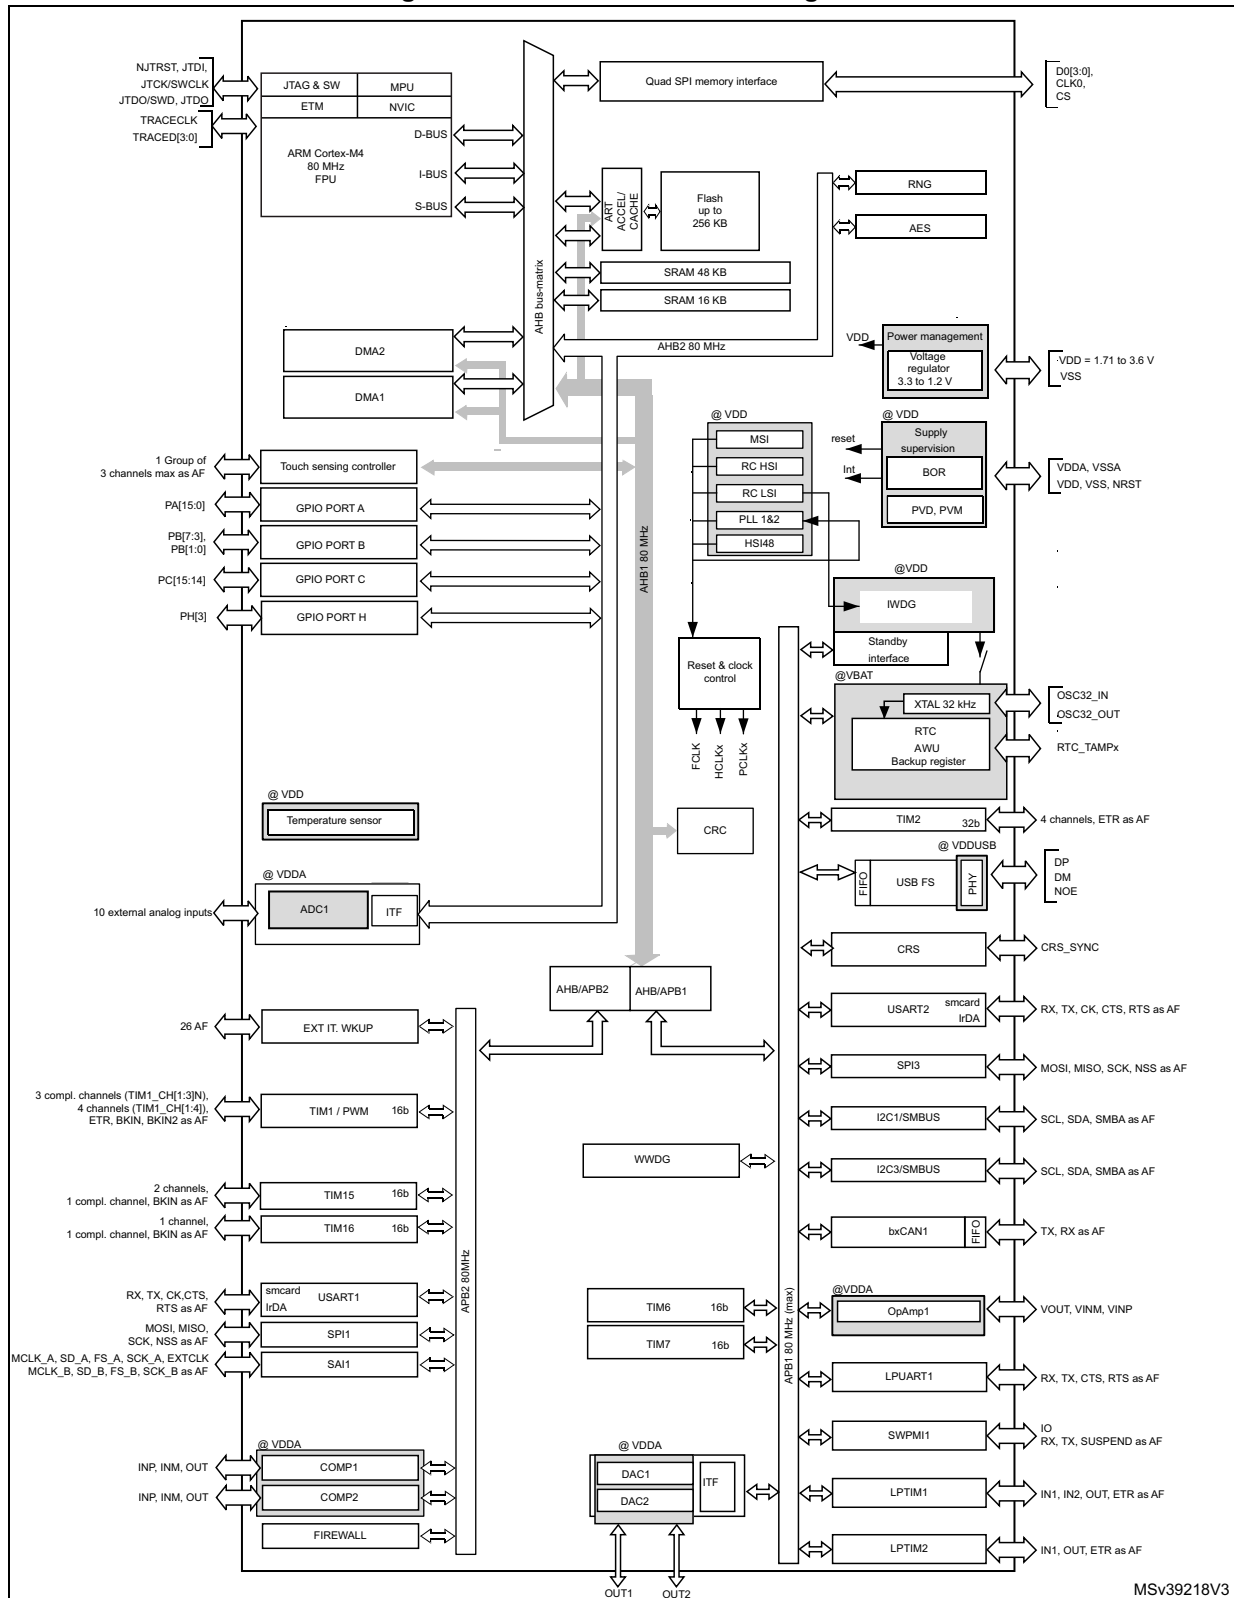 NJTRST, JTDI,
JTCK/SWCLK
JTDO/SWD, JTDO
TRACECLK
TRACED[3:0]
JTAG & SW
MPU
ETM
NVIC
ARM Cortex-M4
80 MHz
FPU
D-BUS
I-BUS
S-BUS
AHB bus-matrix
Quad SPI memory interface
D0[3:0],
CLK0,
CS
ART
ACCEL/
CACHE
Flash
up to
256 KB
SRAM 48 KB
SRAM 16 KB
RNG
AES
AHB2 80 MHz
DMA2
DMA1
VDD
Power management
Voltage
regulator
3.3 to 1.2 V
VDD = 1.71 to 3.6 V
VSS
@ VDD
Supply
supervision
reset
Int
BOR
PVD, PVM
VDDA, VSSA
VDD, VSS, NRST
@ VDD
MSI
RC HSI
RC LSI
PLL 1&2
HSI48
1 Group of
3 channels max as AF
Touch sensing controller
PA[15:0]
GPIO PORT A
PB[7:3],
PB[1:0]
GPIO PORT B
PC[15:14]
GPIO PORT C
PH[3]
GPIO PORT H
AHB1 80 MHz
@VDD
IWDG
Standby
interface
Reset & clock
control
FCLK
HCLKx
PCLKx
@VBAT
XTAL 32 kHz
RTC
AWU
Backup register
OSC32_IN
OSC32_OUT
RTC_TAMPx
@ VDD
Temperature sensor
CRC
TIM2
32b
4 channels, ETR as AF
@ VDDUSB
FIFO
USB FS
PHY
DP
DM
NOE
@ VDDA
10 external analog inputs
ADC1
ITF
CRS
CRS_SYNC
AHB/APB2
AHB/APB1
USART2
smcard
IrDA
RX, TX, CK, CTS, RTS as AF
26 AF
EXT IT. WKUP
SPI3
MOSI, MISO, SCK, NSS as AF
3 compl. channels (TIM1_CH[1:3]N),
4 channels (TIM1_CH[1:4]),
ETR, BKIN, BKIN2 as AF
TIM1 / PWM
16b
I2C1/SMBUS
SCL, SDA, SMBA as AF
WWDG
I2C3/SMBUS
SCL, SDA, SMBA as AF
2 channels,
1 compl. channel, BKIN as AF
TIM15
16b
1 channel,
1 compl. channel, BKIN as AF
TIM16
16b
bxCAN1
FIFO
TX, RX as AF
APB2 80MHz
APB1 80 MHz (max)
RX, TX, CK,CTS,
RTS as AF
smcard
IrDA
USART1
TIM6
16b
@VDDA
OpAmp1
VOUT, VINM, VINP
MOSI, MISO,
SCK, NSS as AF
SPI1
TIM7
16b
MCLK_A, SD_A, FS_A, SCK_A, EXTCLK
MCLK_B, SD_B, FS_B, SCK_B as AF
SAI1
LPUART1
RX, TX, CTS, RTS as AF
SWPMI1
IO
RX, TX, SUSPEND as AF
@ VDDA
INP, INM, OUT
COMP1
INP, INM, OUT
COMP2
FIREWALL
@ VDDA
DAC1
DAC2
ITF
OUT1
OUT2
LPTIM1
IN1, IN2, OUT, ETR as AF
LPTIM2
IN1, OUT, ETR as AF
MSv39218V3